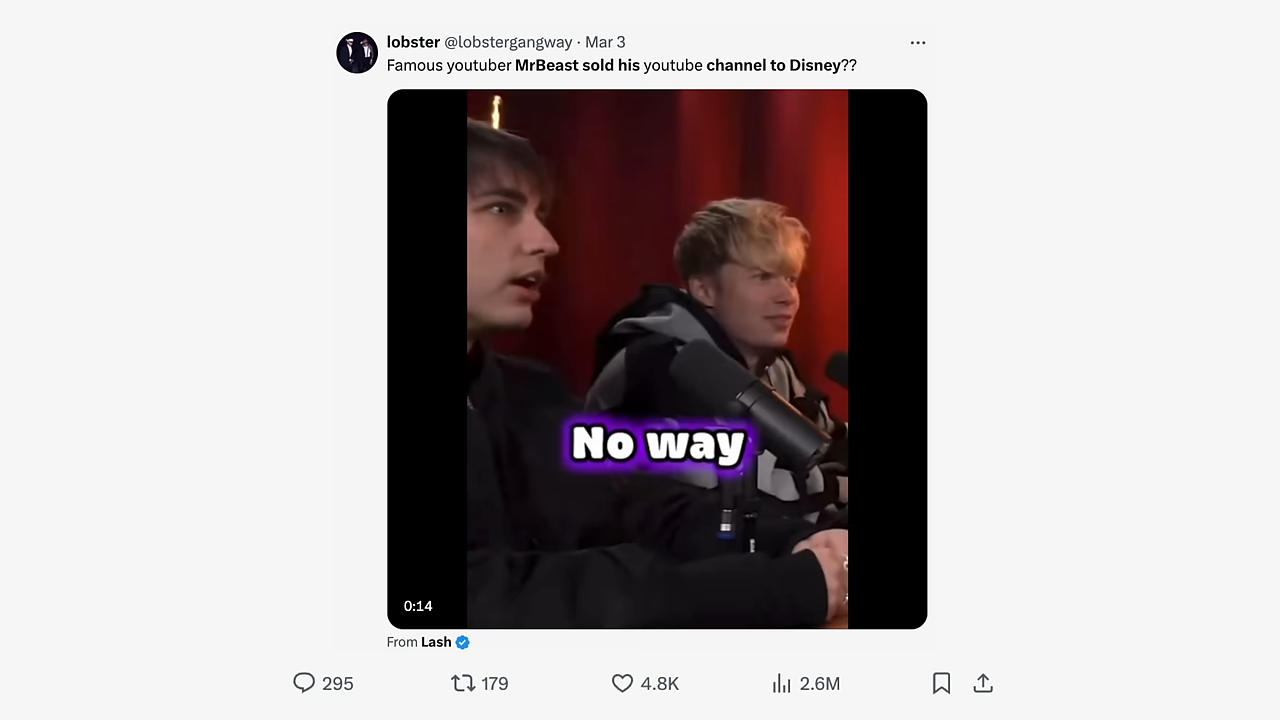 lobster @lobstergangway · Mar 3
Famous youtuber MrBeast sold his youtube channel to Disney??
No way
0:14
From Lash
295 179 4.8K 2.6M